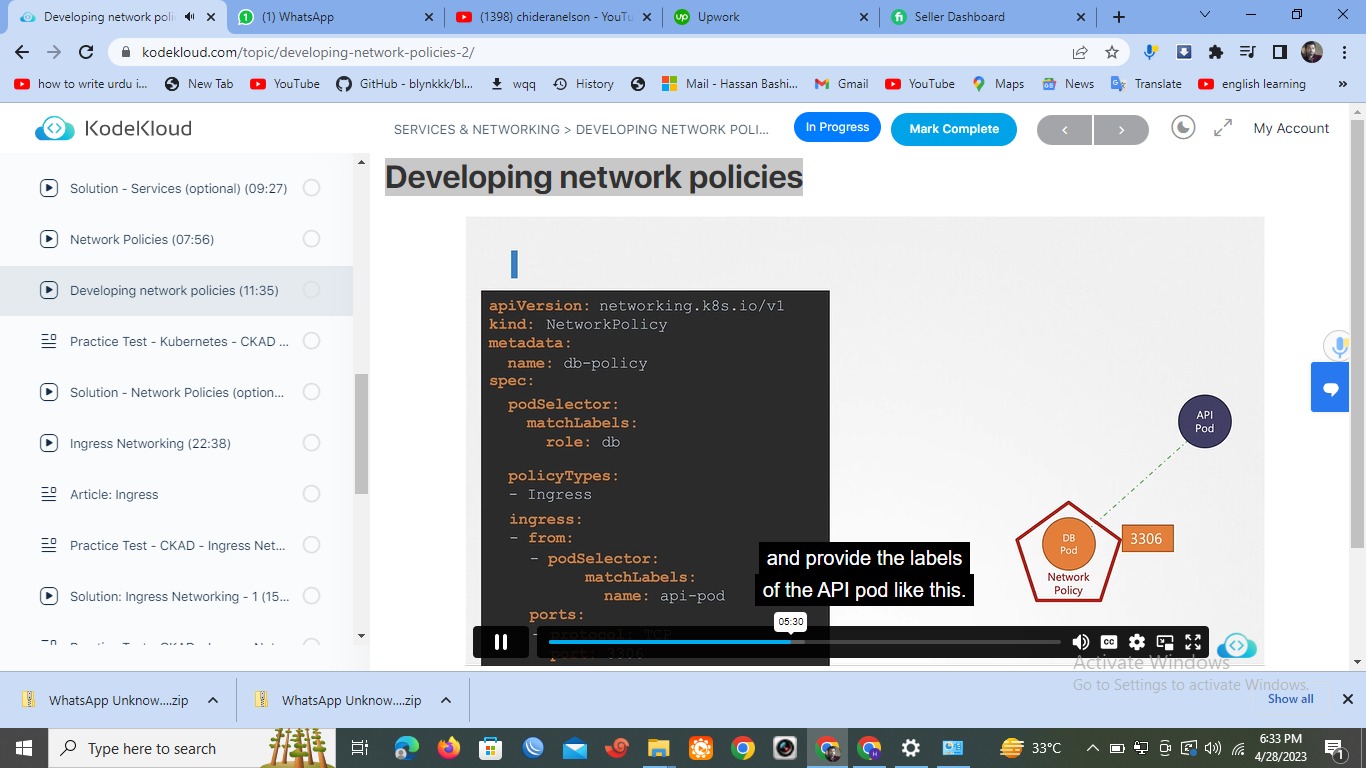 Developing network poli
(1) WhatsApp
(1398) chideranelson - YouTu
Upwork
Seller Dashboard
kodekloud.com/topic/developing-network-policies-2/
how to write urdu i...
New Tab
YouTube
GitHub - blynkkk/bl...
wqq
History
Mail - Hassan Bashi...
Gmail
YouTube
Maps
News
Translate
english learning
KodeKloud
SERVICES & NETWORKING > DEVELOPING NETWORK POLI...
In Progress
Mark Complete
My Account
Solution - Services (optional) (09:27)
Network Policies (07:56)
Developing network policies (11:35)
Practice Test - Kubernetes - CKAD ...
Solution - Network Policies (option...
Ingress Networking (22:38)
Article: Ingress
Practice Test - CKAD - Ingress Net...
Solution: Ingress Networking - 1 (15...
Developing network policies
apiVersion: networking.k8s.io/v1
kind: NetworkPolicy
metadata:
name: db-policy
spec:
podSelector:
matchLabels:
role: db
policyTypes:
- Ingress
ingress:
- from:
- podSelector:
matchLabels:
name: api-pod
ports:
- protocol: TCP
port: 3306
API
Pod
DB
Pod
Network
Policy
3306
and provide the labels
of the API pod like this.
05:30
CC
Activate Windows
Go to Settings to activate Windows.
WhatsApp Unknow....zip
WhatsApp Unknow....zip
Show all
Type here to search
33°C
6:33 PM
4/28/2023
1